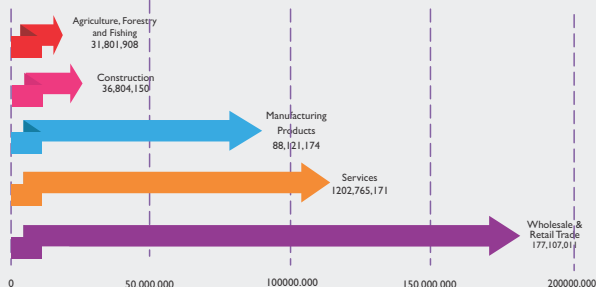 Agriculture, Forestry
and Fishing
31,801,908
Construction
36,804,150
Manufacturing
Products
88,121,174
Services
1202,765,171
Wholesale &
Retail Trade
177,107,011
0 50,000,000 100000.000 150,000,000 200000.000